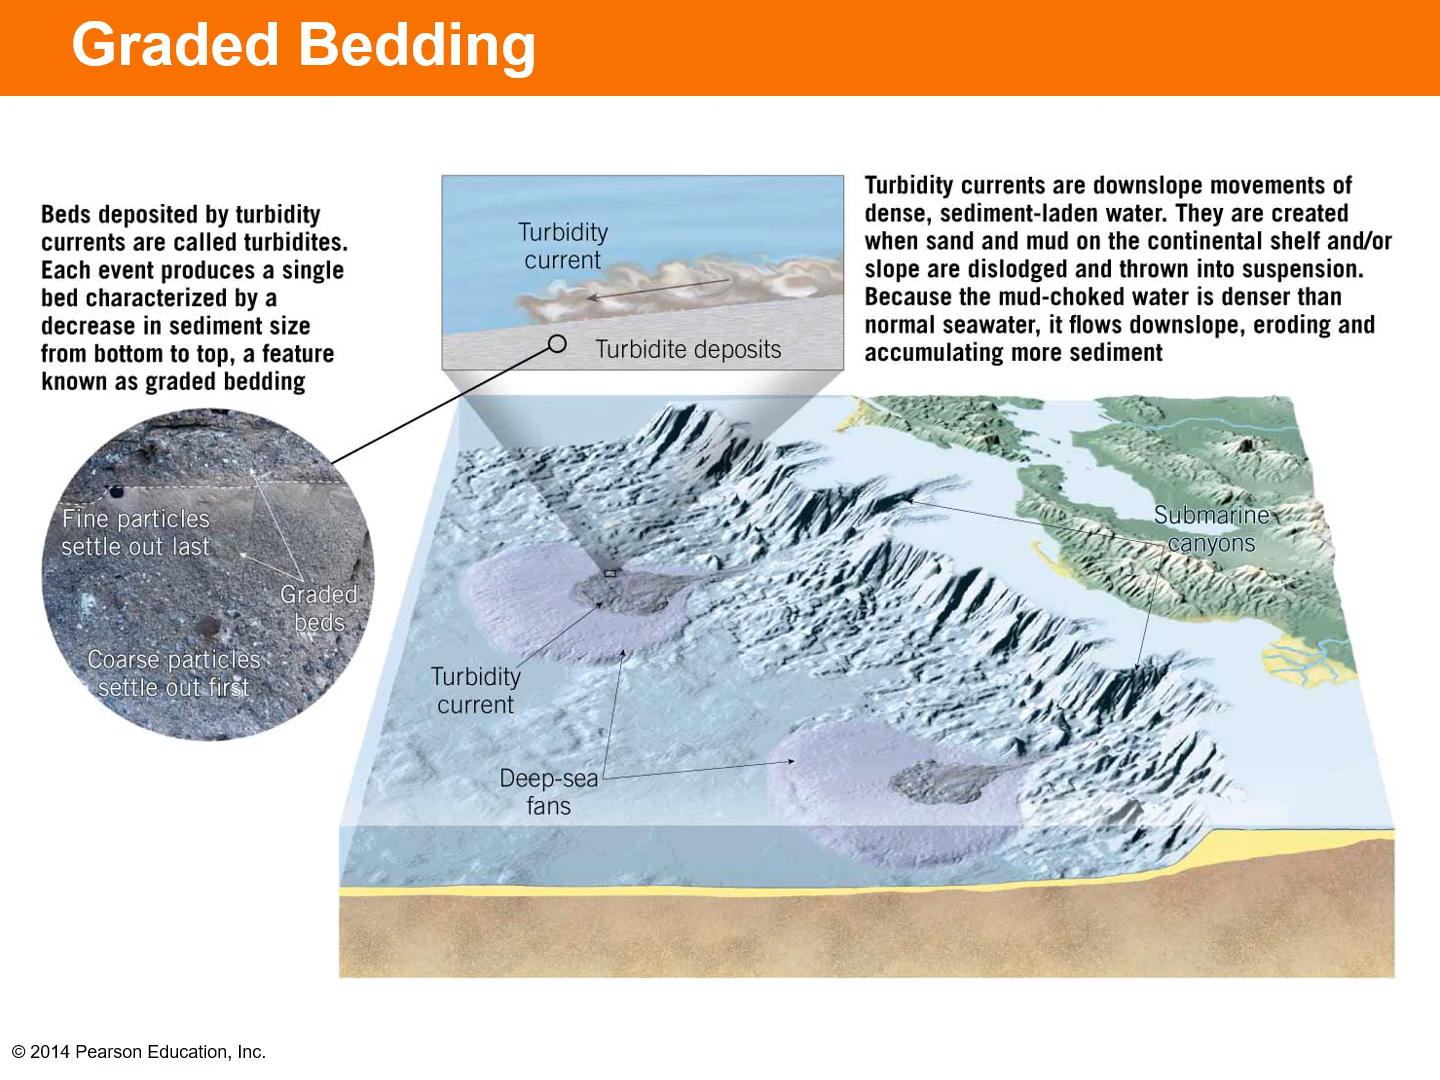 Graded Bedding
Beds deposited by turbidity
currents are called turbidites.
Each event produces a single
bed characterized by a
decrease in sediment size
from bottom to top, a feature
known as graded bedding
Turbidity
current
Turbidite deposits
Turbidity currents are downslope movements of
dense, sediment-laden water. They are created
when sand and mud on the continental shelf and/or
slope are dislodged and thrown into suspension.
Because the mud-choked water is denser than
normal seawater, it flows downslope, eroding and
accumulating more sediment
Fine particles
settle out last
Graded
beds
Coarse particles
settle out first
Submarine
canyons
Turbidity
current
Deep-sea
fans
© 2014 Pearson Education, Inc.